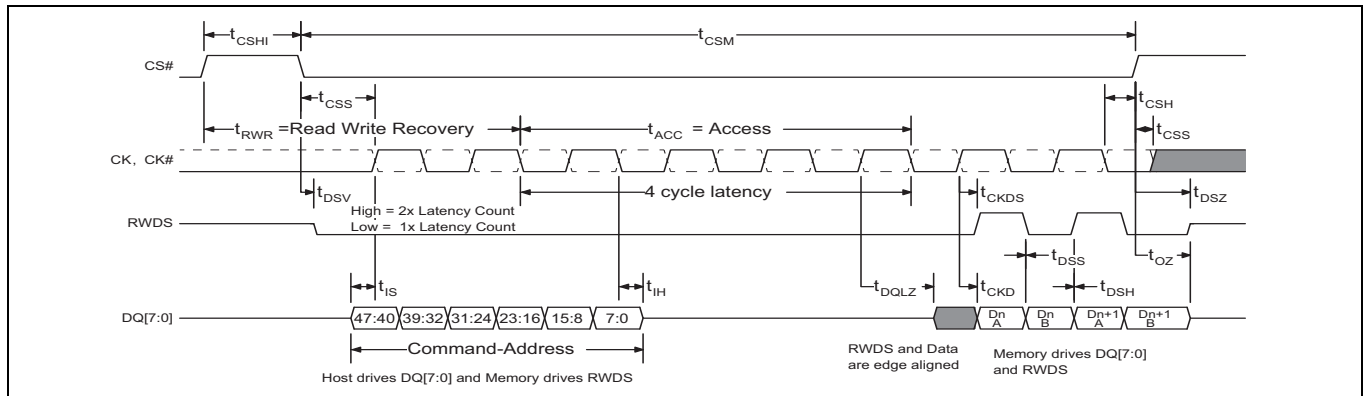 tCSHI
tCSM
CS#
tCSS
tCSH
tRWR =Read Write Recovery
tACC = Access
tCSS
CK, CK#
4 cycle latency
tDSV
tCKDS
tDSZ
High = 2x Latency Count
Low = 1x Latency Count
RWDS
tDSS
tOZ
tIS
tIH
tDQLZ
tCKD
tDSH
DQ[7:0]
47:40 39:32 31:24 23:16 15:8 7:0
Dn A
Dn B
Dn+1 A
Dn+1 B
Command-Address
RWDS and Data
are edge aligned
Memory drives DQ[7:0]
and RWDS
Host drives DQ[7:0] and Memory drives RWDS